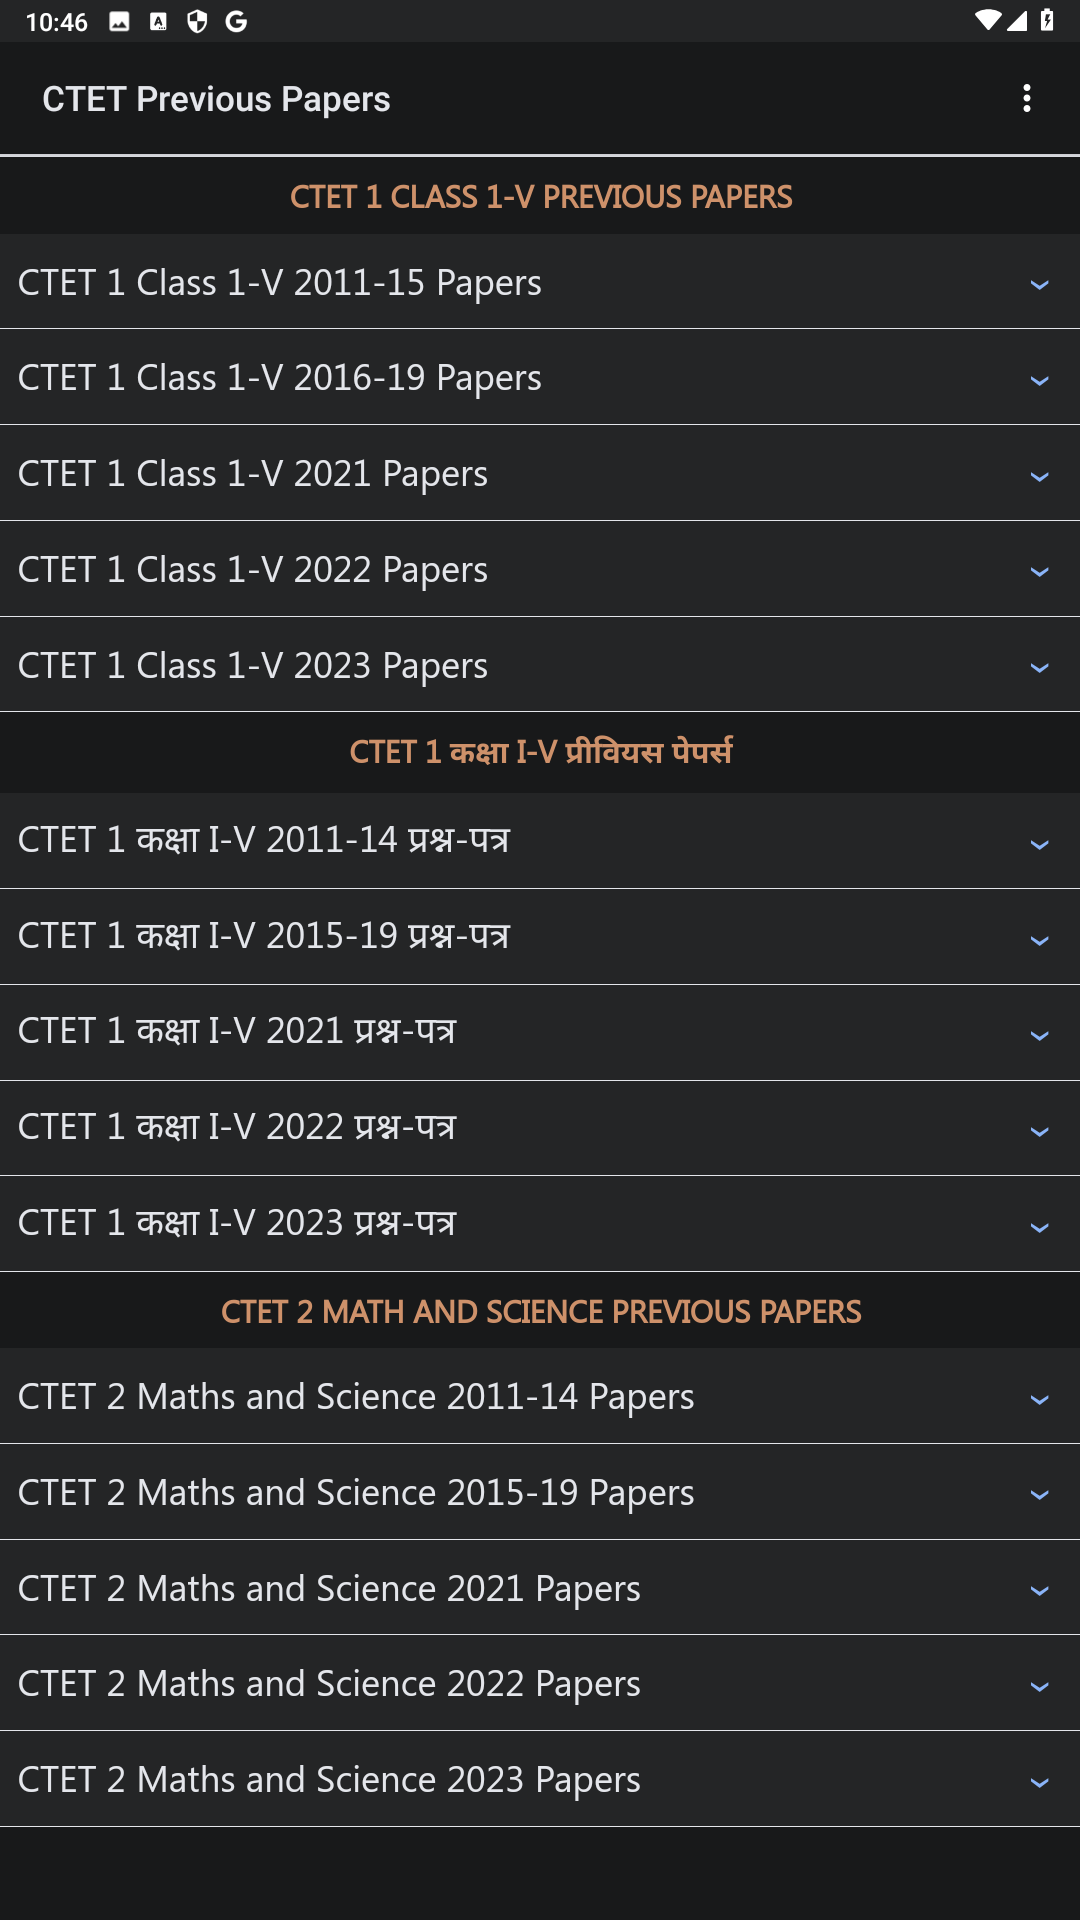 10:46
CTET Previous Papers
CTET 1 CLASS 1-V PREVIOUS PAPERS
CTET 1 Class 1-V 2011-15 Papers
CTET 1 Class 1-V 2016-19 Papers
CTET 1 Class 1-V 2021 Papers
CTET 1 Class 1-V 2022 Papers
CTET 1 Class 1-V 2023 Papers
CTET 1 कक्षा I-V प्रीवियस पेपर्स
CTET 1 कक्षा I-V 2011-14 प्रश्न-पत्र
CTET 1 कक्षा I-V 2015-19 प्रश्न-पत्र
CTET 1 कक्षा I-V 2021 प्रश्न-पत्र
CTET 1 कक्षा I-V 2022 प्रश्न-पत्र
CTET 1 कक्षा I-V 2023 प्रश्न-पत्र
CTET 2 MATH AND SCIENCE PREVIOUS PAPERS
CTET 2 Maths and Science 2011-14 Papers
CTET 2 Maths and Science 2015-19 Papers
CTET 2 Maths and Science 2021 Papers
CTET 2 Maths and Science 2022 Papers
CTET 2 Maths and Science 2023 Papers